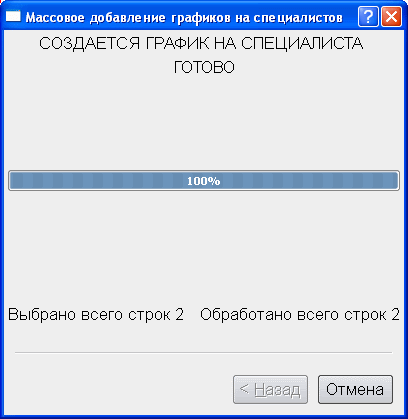 Массовое добавление графиков на специалистов
СОЗДАЕТСЯ ГРАФИК НА СПЕЦИАЛИСТА
ГОТОВО
100%
Выбрано всего строк 2 Обработано всего строк 2
< Назад Отмена